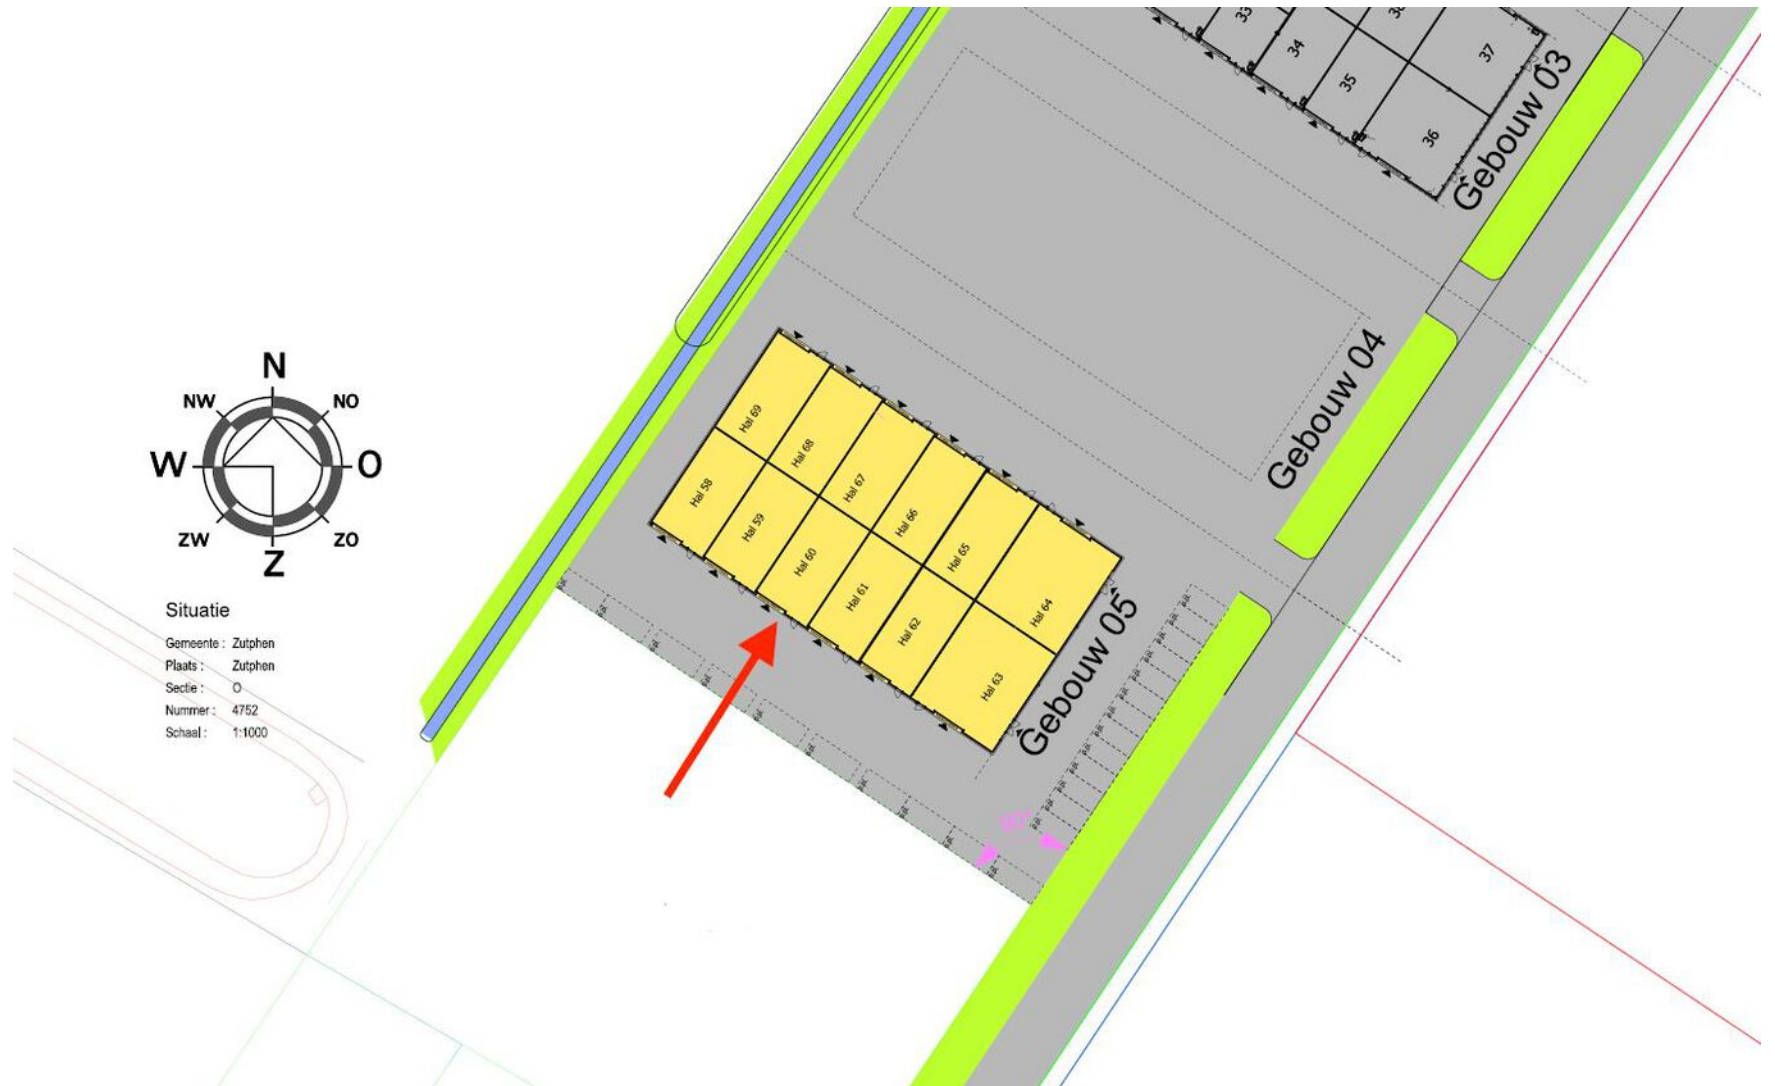 33
34
35
37
36
Gebouw 03
Gebouw 04
N
NW
NO
W
O
ZW
ZO
Z
Situatie
Gemeente : Zutphen
Plaats : Zutphen
Sectie : O
Nummer : 4752
Schaal : 1:1000
Hal 69
Hal 68
Hal 67
Hal 66
Hal 65
Hal 64
Hal 58
Hal 59
Hal 60
Hal 61
Hal 62
Hal 63
Gebouw 05